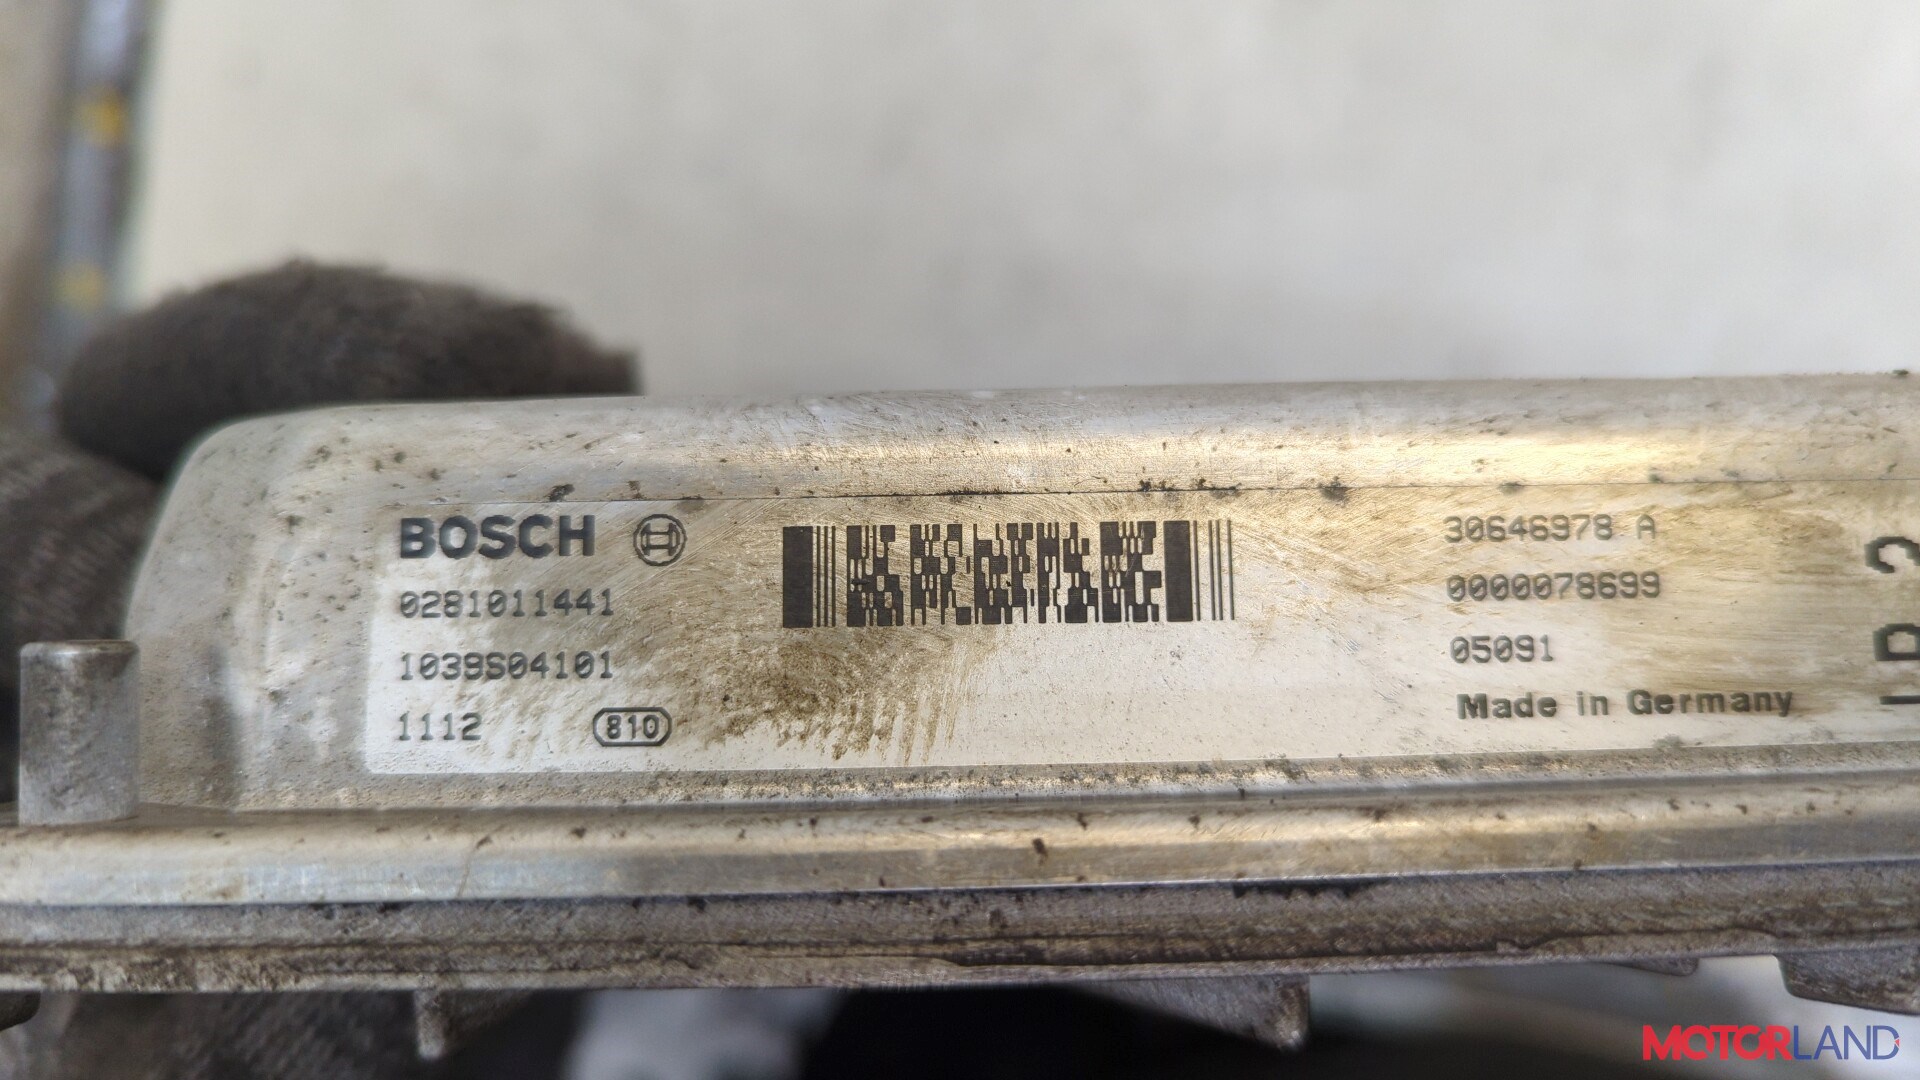 BOSCH
0281011441
1039S04101
1112 810
30646978 A
0000078699
05091
Made in Germany
MOTORLAND